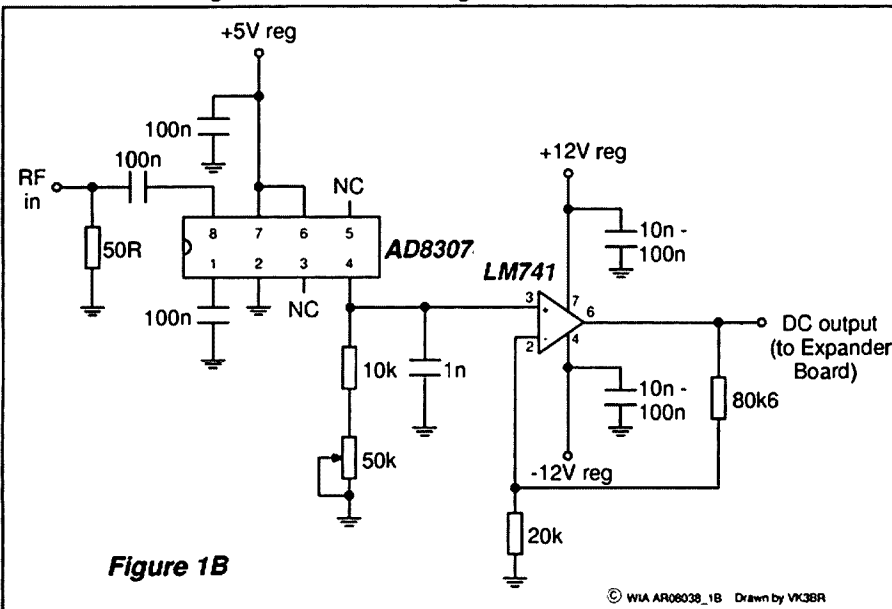 +5V reg
100n
100n
RF
in
50R
NC
8 7 6 5
1 2 3 4
AD8307
NC
100n
10k
1n
50k
+12V reg
10n -
100n
LM741
3
+
7
6
2
-
4
10n -
100n
-12V reg
DC output
(to Expander
Board)
80k6
20k
Figure 1B
© WIA AR08038_1B Drawn by VK3BR